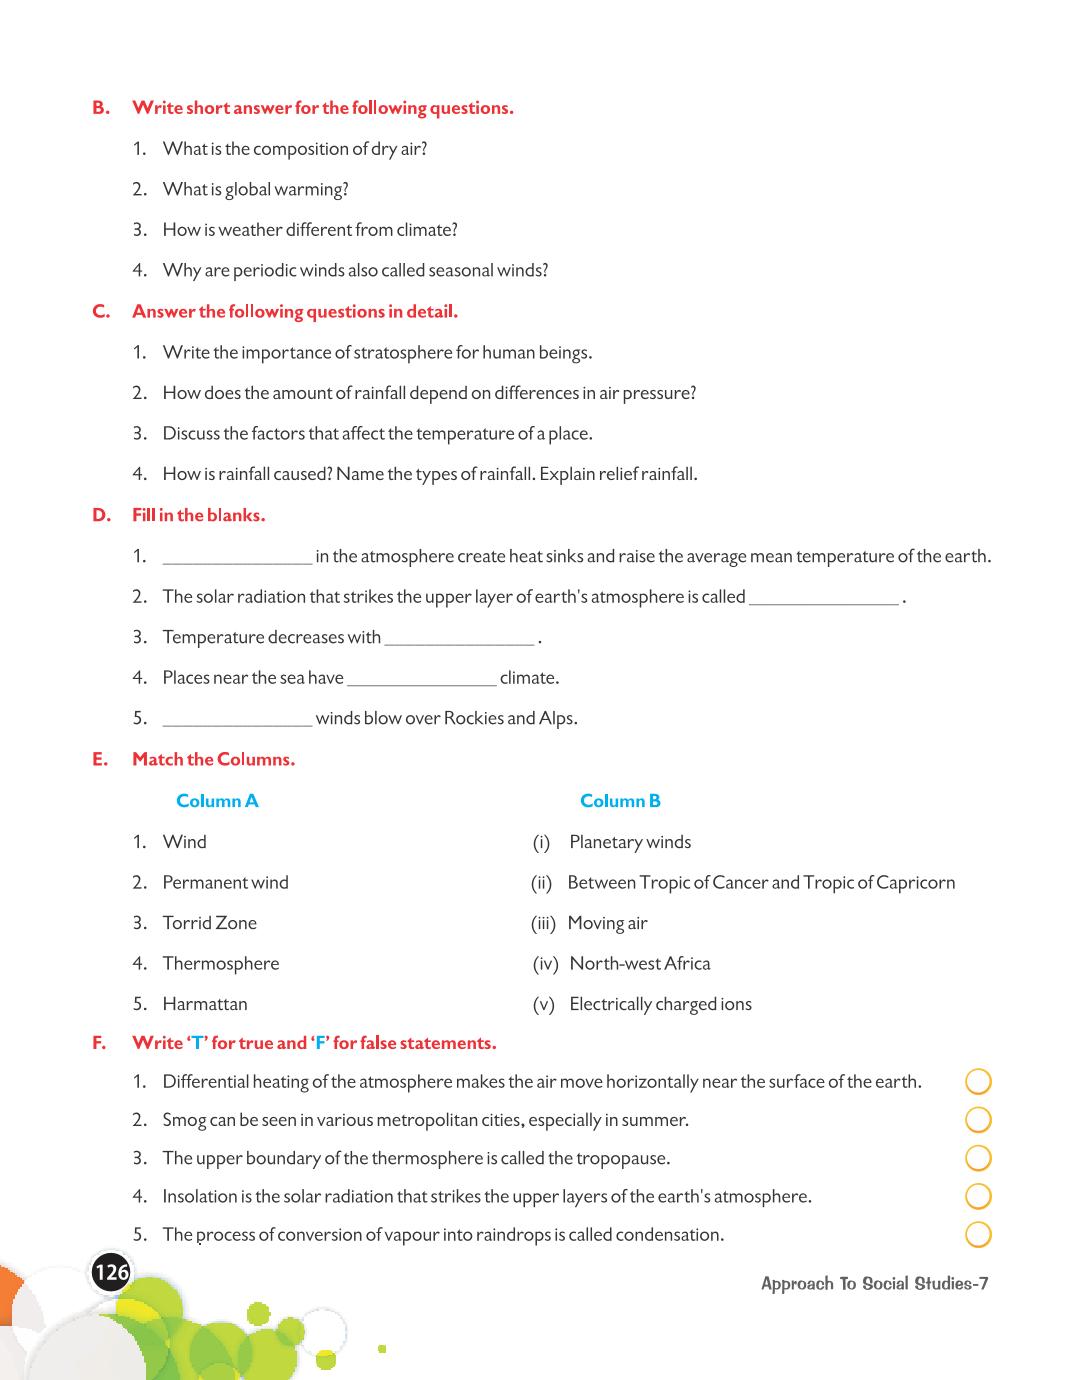 B. Write short answer for the following questions.
1. What is the composition of dry air?
2. What is global warming?
3. How is weather different from climate?
4. Why are periodic winds also called seasonal winds?
C. Answer the following questions in detail.
1. Write the importance of stratosphere for human beings.
2. How does the amount of rainfall depend on differences in air pressure?
3. Discuss the factors that affect the temperature of a place.
4. How is rainfall caused? Name the types of rainfall. Explain relief rainfall.
D. Fill in the blanks.
1. _______________ in the atmosphere create heat sinks and raise the average mean temperature of the earth.
2. The solar radiation that strikes the upper layer of earth's atmosphere is called _______________ .
3. Temperature decreases with _______________ .
4. Places near the sea have _______________ climate.
5. _______________ winds blow over Rockies and Alps.
E. Match the Columns.
Column A Column B
1. Wind (i) Planetary winds
2. Permanent wind (ii) Between Tropic of Cancer and Tropic of Capricorn
3. Torrid Zone (iii) Moving air
4. Thermosphere (iv) North-west Africa
5. Harmattan (v) Electrically charged ions
F. Write ‘T’ for true and ‘F’ for false statements.
1. Differential heating of the atmosphere makes the air move horizontally near the surface of the earth.
2. Smog can be seen in various metropolitan cities, especially in summer.
3. The upper boundary of the thermosphere is called the tropopause.
4. Insolation is the solar radiation that strikes the upper layers of the earth's atmosphere.
5. The process of conversion of vapour into raindrops is called condensation.
126
Approach To Social Studies-7